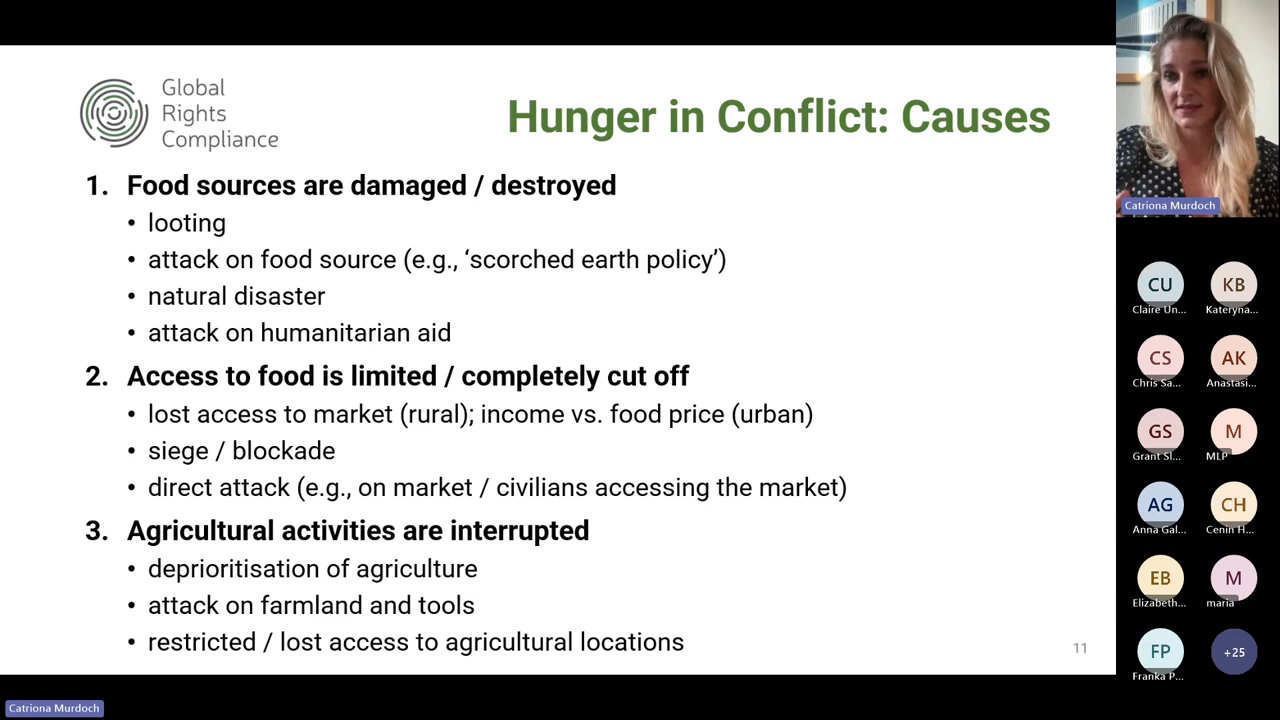 Global
Rights
Compliance
Hunger in Conflict: Causes
1. Food sources are damaged / destroyed
• looting
• attack on food source (e.g., ‘scorched earth policy’)
• natural disaster
• attack on humanitarian aid
2. Access to food is limited / completely cut off
• lost access to market (rural); income vs. food price (urban)
• siege / blockade
• direct attack (e.g., on market / civilians accessing the market)
3. Agricultural activities are interrupted
• deprioritisation of agriculture
• attack on farmland and tools
• restricted / lost access to agricultural locations
11
Catriona Murdoch
CU
Claire Un...
KB
Kateryna...
CS
Chris Sa...
AK
Anastasi...
GS
Grant Sl...
M
MLP
AG
Anna Gal...
CH
Cenin H...
EB
Elizabeth...
M
maria
FP
Franka P...
+25
Catriona Murdoch